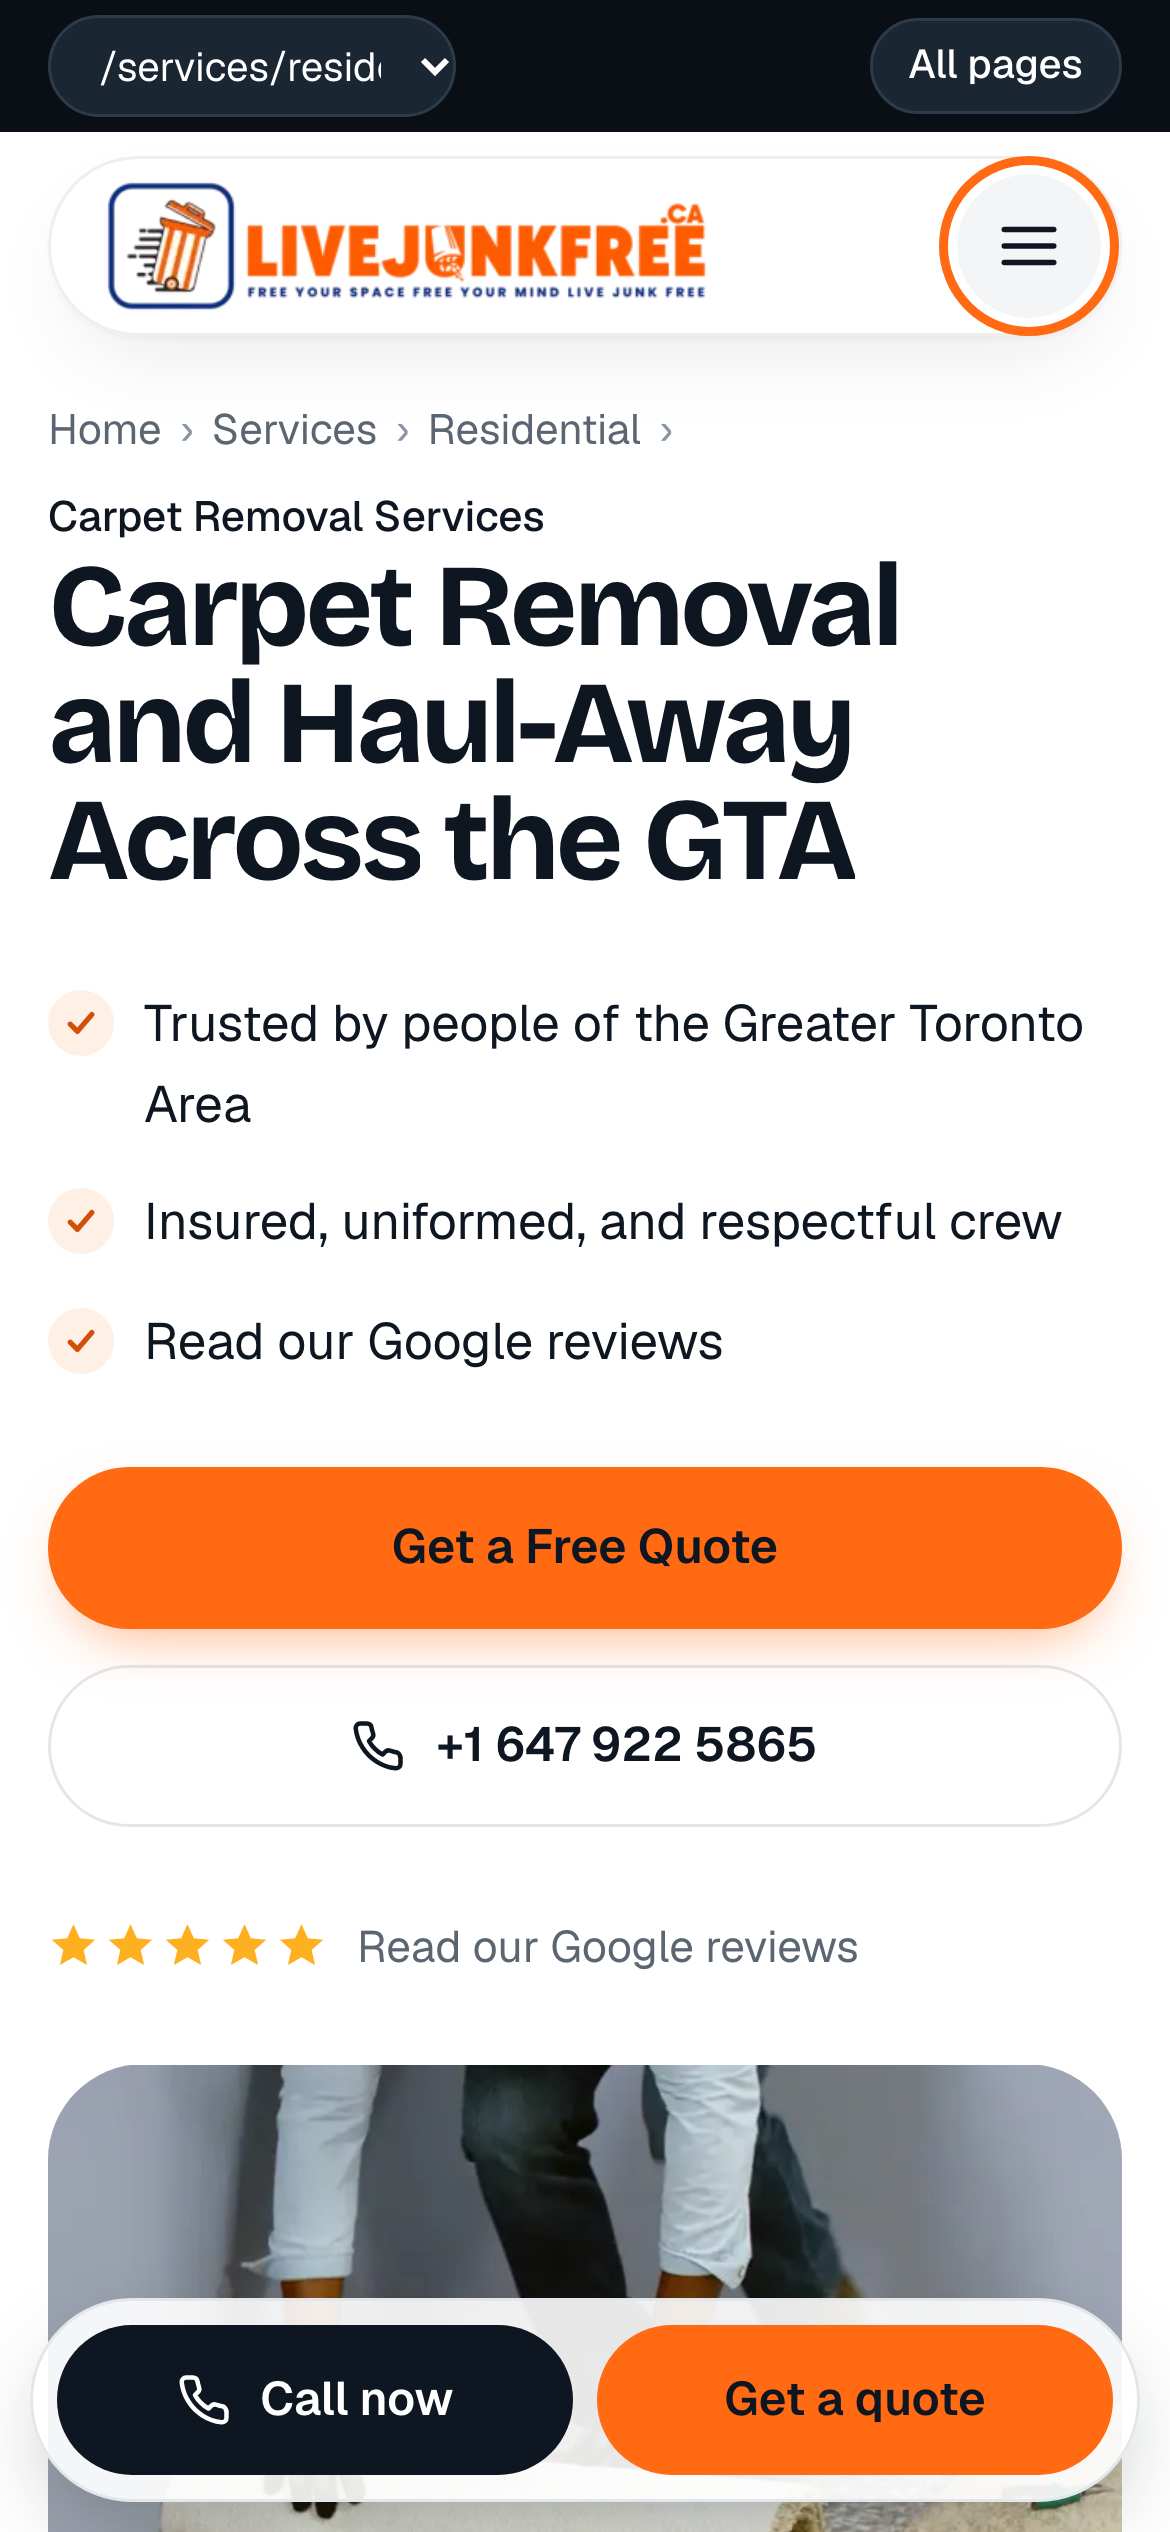 /services/resid
All pages
LIVEJUNKFREE
.CA
FREE YOUR SPACE FREE YOUR MIND LIVE JUNK FREE
Home › Services › Residential ›
Carpet Removal Services
Carpet Removal
and Haul-Away
Across the GTA
Trusted by people of the Greater Toronto
Area
Insured, uniformed, and respectful crew
Read our Google reviews
Get a Free Quote
+1 647 922 5865
Read our Google reviews
Call now
Get a quote